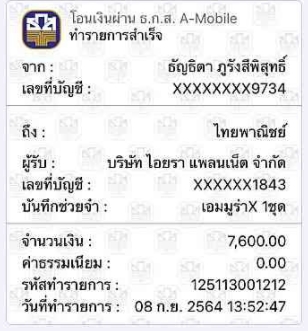 โอนเงินผ่าน ธ.ก.ส. A-Mobile
ทำรายการสำเร็จ
จาก : ธัญธิตา ภูรังสีพิสุทธิ์
เลขที่บัญชี : XXXXXXXX9734
ถึง : ไทยพาณิชย์
ผู้รับ : บริษัท ไอยรา แพลนเน็ต จำกัด
เลขที่บัญชี : XXXXXX1843
บันทึกช่วยจำ : เอมมูร่าX 1ชุด
จำนวนเงิน : 7,600.00
ค่าธรรมเนียม : 0.00
รหัสทำรายการ : 125113001212
วันที่ทำรายการ : 08 ก.ย. 2564 13:52:47